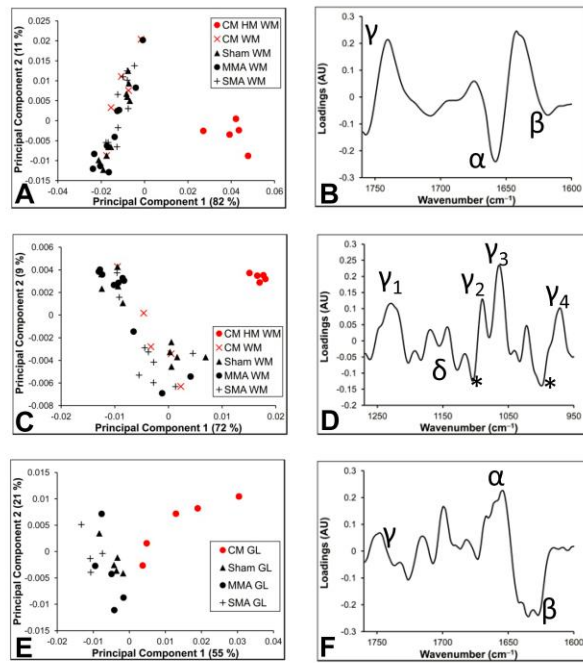 A
Principal Component 2 (11 %)
0.025
0.02
0.015
0.01
0.005
0
-0.005
-0.01
-0.015
-0.04 -0.02 0 0.02 0.04 0.06
Principal Component 1 (82 %)
CM HM WM
CM WM
Sham WM
MMA WM
SMA WM
B
Loadings (AU)
0.3
0.2
0.1
0
-0.1
-0.2
-0.3
1750 1700 1650 1600
Wavenumber (cm⁻¹)
γ
α
β
C
Principal Component 2 (9 %)
0.006
0.004
0.002
0
-0.002
-0.004
-0.006
-0.008
-0.02 -0.01 0 0.01 0.02
Principal Component 1 (72 %)
CM HM WM
CM WM
Sham WM
MMA WM
SMA WM
D
Loadings (AU)
0.25
0.2
0.15
0.1
0.05
0
-0.05
-0.1
-0.15
-0.2
1250 1150 1050 950
Wavenumber (cm⁻¹)
γ₁
γ₂
γ₃
γ₄
δ
*
*
E
Principal Component 2 (21 %)
0.015
0.01
0.005
0
-0.005
-0.01
-0.015
-0.02 -0.01 0 0.01 0.02 0.03 0.04
Principal Component 1 (55 %)
CM GL
Sham GL
MMA GL
SMA GL
F
Loadings (AU)
0.3
0.2
0.1
0
-0.1
-0.2
-0.3
1750 1700 1650 1600
Wavenumber (cm⁻¹)
γ
α
β